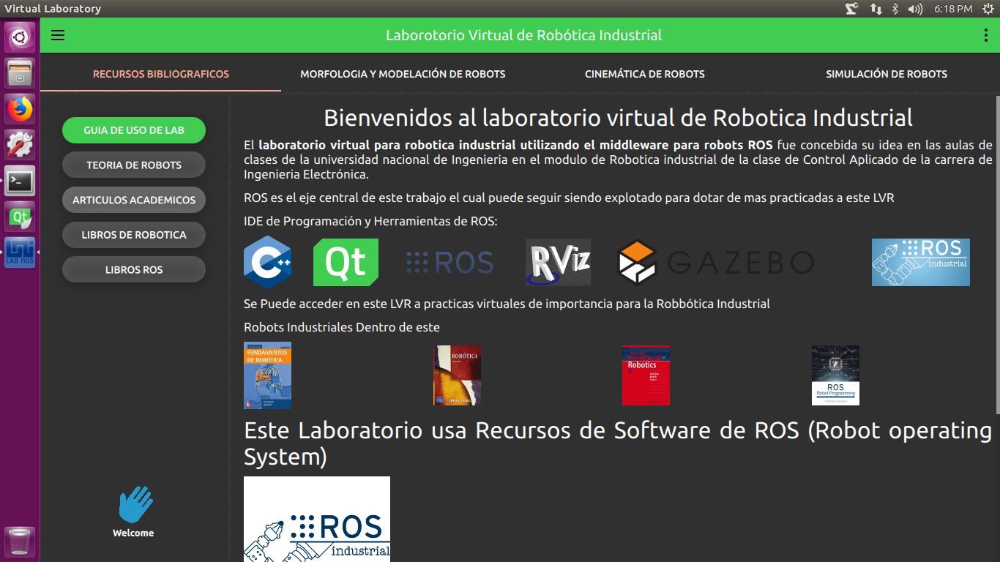 Virtual Laboratory
6:18 PM
Laborotorio Virtual de Robótica Industrial
RECURSOS BIBLIOGRAFICOS
MORFOLOGIA Y MODELACIÓN DE ROBOTS
CINEMÁTICA DE ROBOTS
SIMULACIÓN DE ROBOTS
GUIA DE USO DE LAB
TEORIA DE ROBOTS
ARTICULOS ACADEMICOS
LIBROS DE ROBOTICA
LIBROS ROS
Welcome
Qt
LAB ROS
Bienvenidos al laboratorio virtual de Robotica Industrial
El laboratorio virtual para robotica industrial utilizando el middleware para robots ROS fue concebida su idea en las aulas de
clases de la universidad nacional de Ingenieria en el modulo de Robotica industrial de la clase de Control Aplicado de la carrera de
Ingenieria Electrónica.
ROS es el eje central de este trabajo el cual puede seguir siendo explotado para dotar de mas practicadas a este LVR
IDE de Programación y Herramientas de ROS:
C++
Qt
ROS
RViz
GAZEBO
ROS
industrial
Se Puede acceder en este LVR a practicas virtuales de importancia para la Robbótica Industrial
Robots Industriales Dentro de este
FUNDAMENTOS
DE ROBÓTICA
ROBÓTICA
Handbook
Robotics
ROS
Robot Programming
Este Laboratorio usa Recursos de Software de ROS (Robot operating
System)
ROS
industrial